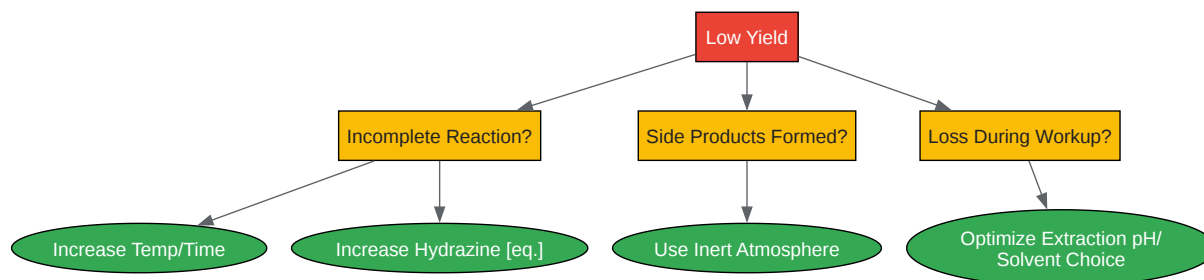 Low Yield
Incomplete Reaction?
Side Products Formed?
Loss During Workup?
Increase Temp/Time
Increase Hydrazine [eq.]
Use Inert Atmosphere
Optimize Extraction pH/
Solvent Choice